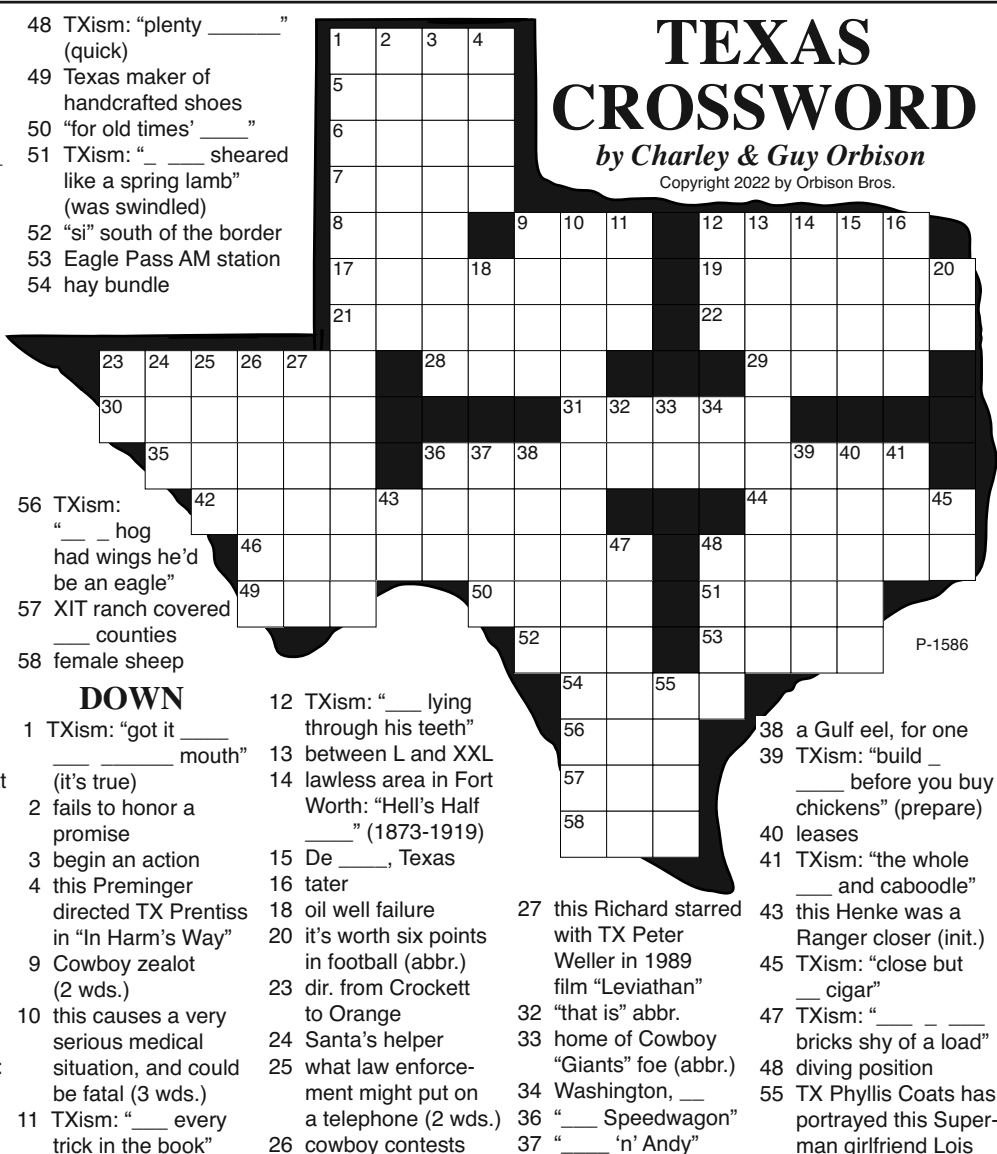 TEXAS
CROSSWORD
by Charley & Guy Orbison
Copyright 2022 by Orbison Bros.
48 TXism: “plenty ______”
(quick)
49 Texas maker of
handcrafted shoes
50 “for old times’ ____”
51 TXism: “_ ___ sheared
like a spring lamb”
(was swindled)
52 “si” south of the border
53 Eagle Pass AM station
54 hay bundle
1 2 3 4
5
6
7
8 9 10 11 12 13 14 15 16
17 18 19 20
21 22
23 24 25 26 27 28 29
30 31 32 33 34
35 36 37 38 39 40 41
42 43 44 45
46 47 48
49 50 51
52 53
54 55
56
57
58
P-1586
56 TXism:
“__ _ hog
had wings he’d
be an eagle”
57 XIT ranch covered
___ counties
58 female sheep
DOWN
1 TXism: “got it ____
___ ______ mouth”
(it’s true)
2 fails to honor a
promise
3 begin an action
4 this Preminger
directed TX Prentiss
in “In Harm’s Way”
9 Cowboy zealot
(2 wds.)
10 this causes a very
serious medical
situation, and could
be fatal (3 wds.)
11 TXism: “___ every
trick in the book”
12 TXism: “___ lying
through his teeth”
13 between L and XXL
14 lawless area in Fort
Worth: “Hell’s Half
____” (1873-1919)
15 De ____, Texas
16 tater
18 oil well failure
20 it’s worth six points
in football (abbr.)
23 dir. from Crockett
to Orange
24 Santa’s helper
25 what law enforce-
ment might put on
a telephone (2 wds.)
26 cowboy contests
27 this Richard starred
with TX Peter
Weller in 1989
film “Leviathan”
32 “that is” abbr.
33 home of Cowboy
“Giants” foe (abbr.)
34 Washington, __
36 “___ Speedwagon”
37 “____ ‘n’ Andy”
38 a Gulf eel, for one
39 TXism: “build _
____ before you buy
chickens” (prepare)
40 leases
41 TXism: “the whole
___ and caboodle”
43 this Henke was a
Ranger closer (init.)
45 TXism: “close but
__ cigar”
47 TXism: “___ _ ___
bricks shy of a load”
48 diving position
55 TX Phyllis Coats has
portrayed this Super-
man girlfriend Lois